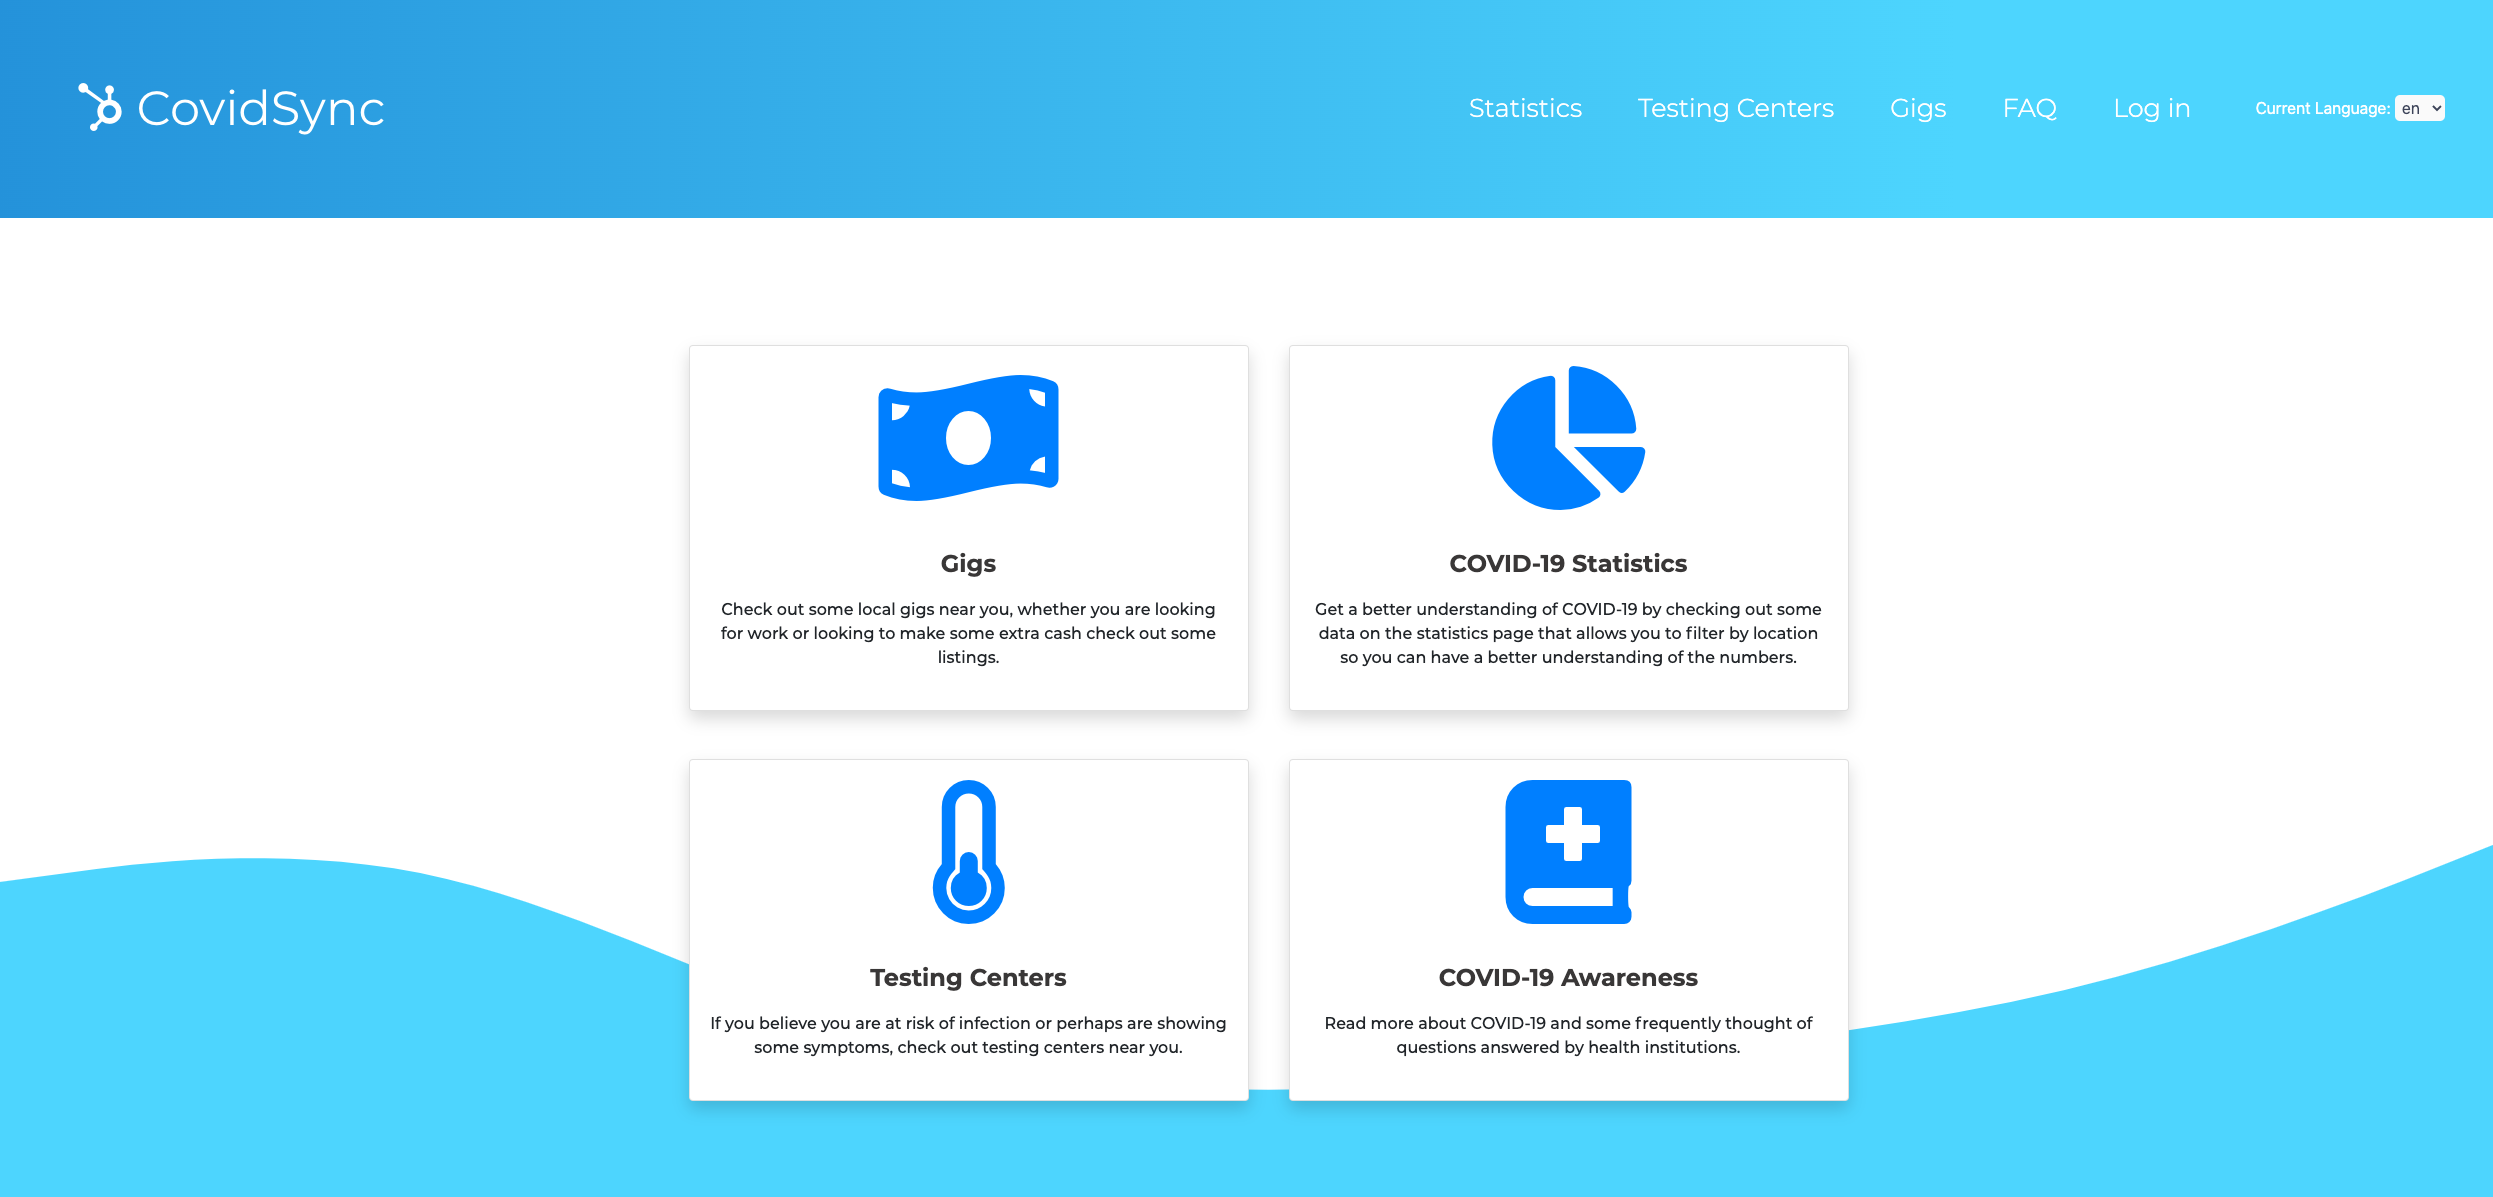 CovidSync
Statistics
Testing Centers
Gigs
FAQ
Log in
Current Language: en
Gigs
Check out some local gigs near you, whether you are looking
for work or looking to make some extra cash check out some
listings.
COVID-19 Statistics
Get a better understanding of COVID-19 by checking out some
data on the statistics page that allows you to filter by location
so you can have a better understanding of the numbers.
Testing Centers
If you believe you are at risk of infection or perhaps are showing
some symptoms, check out testing centers near you.
COVID-19 Awareness
Read more about COVID-19 and some frequently thought of
questions answered by health institutions.